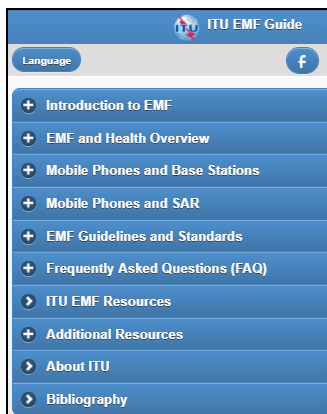 ITU EMF Guide
Language
Introduction to EMF
EMF and Health Overview
Mobile Phones and Base Stations
Mobile Phones and SAR
EMF Guidelines and Standards
Frequently Asked Questions (FAQ)
ITU EMF Resources
Additional Resources
About ITU
Bibliography